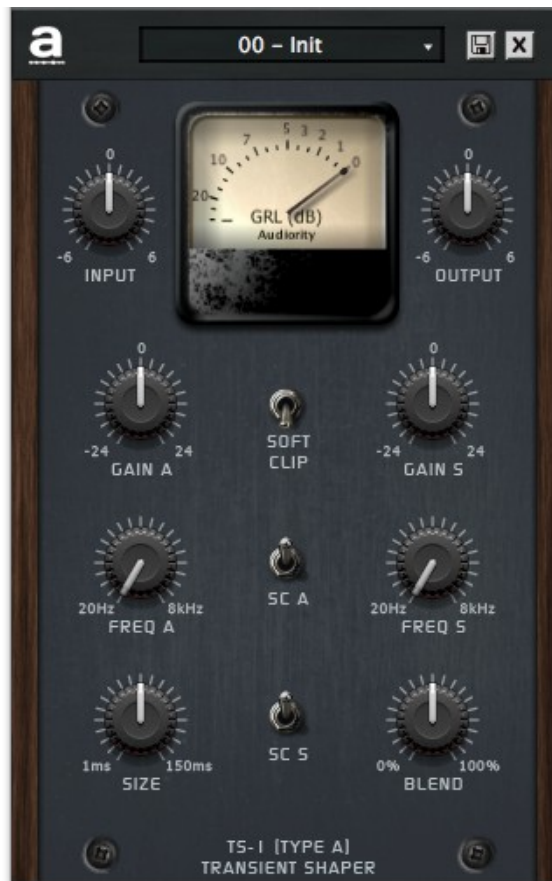 a
00 – Init
X
0
-6 6
INPUT
20 10 7 5 3 2 1 0
GRL (dB)
Audiority
0
-6 6
OUTPUT
0
-24 24
GAIN A
SOFT
CLIP
0
-24 24
GAIN S
20Hz 8kHz
FREQ A
SC A
20Hz 8kHz
FREQ S
1ms 150ms
SIZE
SC S
0% 100%
BLEND
TS-1 [TYPE A]
TRANSIENT SHAPER